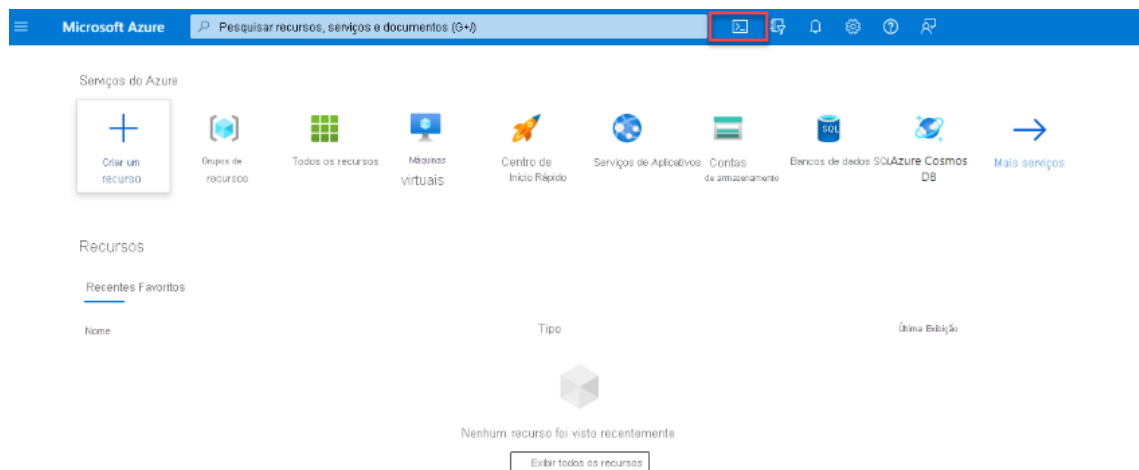 Microsoft Azure
Pesquisar recursos, serviços e documentos (G+/)
Serviços do Azure
Criar um
recurso
Grupos de
recursos
Todos os recursos
Máquinas
virtuais
Centro de
Início Rápido
Serviços de Aplicativos
Contas
de armazenamento
SQL
Bancos de dados SQL
Azure Cosmos
DB
Mais serviços
Recursos
Recentes Favoritos
Nome
Tipo
Última Exibição
Nenhum recurso foi visto recentemente
Exibir todos os recursos